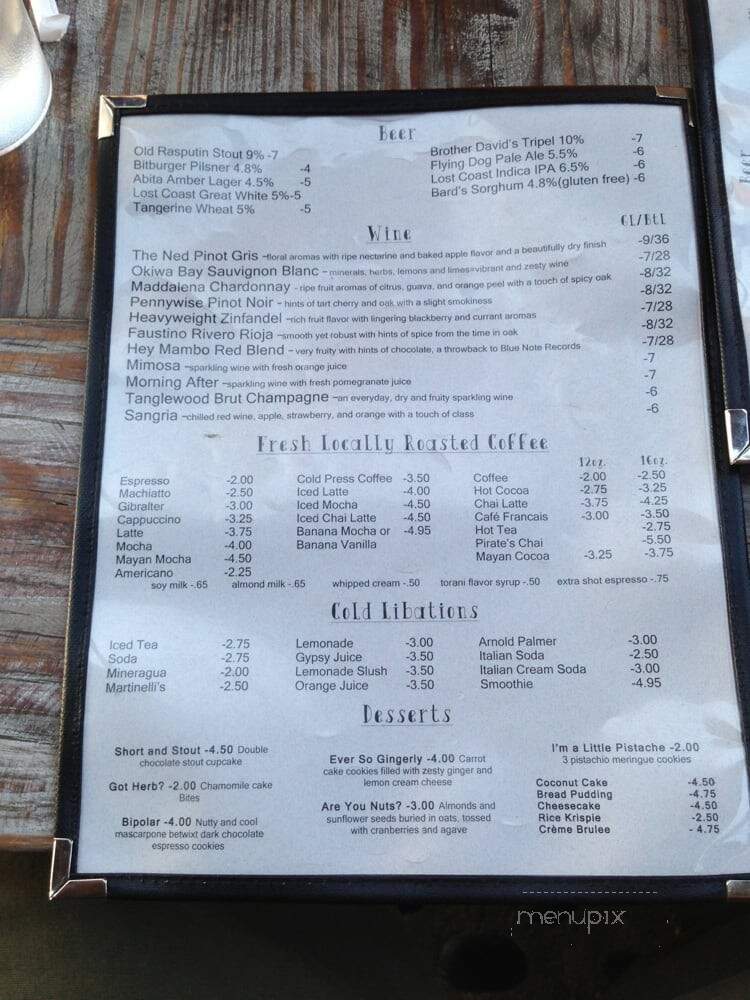 Beer
Old Rasputin Stout 9% -7
Bitburger Pilsner 4.8% -4
Abita Amber Lager 4.5% -5
Lost Coast Great White 5%-5
Tangerine Wheat 5% -5
Brother David's Tripel 10% -7
Flying Dog Pale Ale 5.5% -6
Lost Coast Indica IPA 6.5% -6
Bard's Sorghum 4.8%(gluten free) -6
Wine
Gl/Btl
The Ned Pinot Gris -floral aromas with ripe nectarine and baked apple flavor and a beautifully dry finish -9/36
Okiwa Bay Sauvignon Blanc - minerals, herbs, lemons and limes=vibrant and zesty wine -7/28
Maddalena Chardonnay - ripe fruit aromas of citrus, guava, and orange peel with a touch of spicy oak -8/32
Pennywise Pinot Noir - hints of tart cherry and oak with a slight smokiness -8/32
Heavyweight Zinfandel -rich fruit flavor with lingering blackberry and currant aromas -7/28
Faustino Rivero Rioja -smooth yet robust with hints of spice from the time in oak -8/32
Hey Mambo Red Blend - very fruity with hints of chocolate, a throwback to Blue Note Records -7/28
Mimosa -sparkling wine with fresh orange juice -7
Morning After -sparkling wine with fresh pomegranate juice -7
Tanglewood Brut Champagne -an everyday, dry and fruity sparkling wine -6
Sangria -chilled red wine, apple, strawberry, and orange with a touch of class -6
Fresh Locally Roasted Coffee
Espresso -2.00
Machiatto -2.50
Gibralter -3.00
Cappuccino -3.25
Latte -3.75
Mocha -4.00
Mayan Mocha -4.50
Americano -2.25
Cold Press Coffee -3.50
Iced Latte -4.00
Iced Mocha -4.50
Iced Chai Latte -4.50
Banana Mocha or -4.95
Banana Vanilla
12oz. 16oz.
Coffee -2.00 -2.50
Hot Cocoa -2.75 -3.25
Chai Latte -3.75 -4.25
Café Francais -3.00 -3.50
Hot Tea -2.75
Pirate's Chai -5.50
Mayan Cocoa -3.25 -3.75
soy milk -.65 almond milk -.65 whipped cream -.50 torani flavor syrup -.50 extra shot espresso -.75
Cold Libations
Iced Tea -2.75
Soda -2.75
Mineragua -2.00
Martinelli's -2.50
Lemonade -3.00
Gypsy Juice -3.50
Lemonade Slush -3.50
Orange Juice -3.50
Arnold Palmer -3.00
Italian Soda -2.50
Italian Cream Soda -3.00
Smoothie -4.95
Desserts
Short and Stout -4.50 Double
chocolate stout cupcake
Got Herb? -2.00 Chamomile cake
Bites
Bipolar -4.00 Nutty and cool
mascarpone betwixt dark chocolate
espresso cookies
Ever So Gingerly -4.00 Carrot
cake cookies filled with zesty ginger and
lemon cream cheese
Are You Nuts? -3.00 Almonds and
sunflower seeds buried in oats, tossed
with cranberries and agave
I'm a Little Pistache -2.00
3 pistachio meringue cookies
Coconut Cake -4.50
Bread Pudding -4.75
Cheesecake -4.50
Rice Krispie -2.50
Crème Brulee - 4.75
menupix
Beer